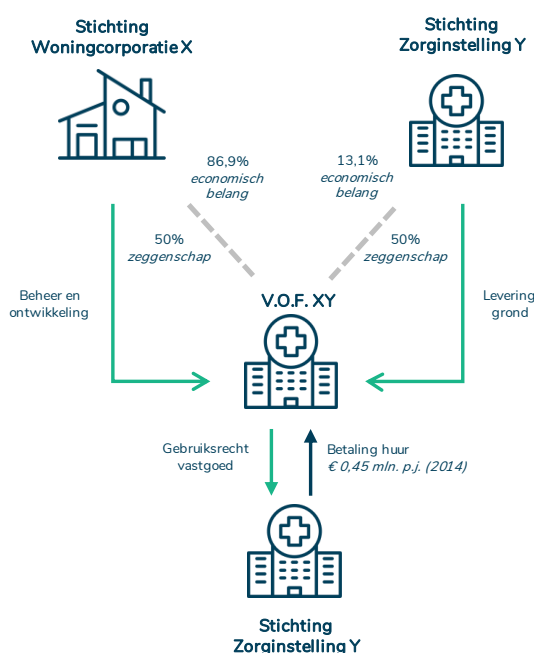 Stichting
Woningcorporatie X
Stichting
Zorginstelling Y
86,9%
economisch
belang
13,1%
economisch
belang
50%
zeggenschap
50%
zeggenschap
Beheer en
ontwikkeling
Levering
grond
V.O.F. XY
Gebruiksrecht
vastgoed
Betaling huur
€ 0,45 mln. p.j. (2014)
Stichting
Zorginstelling Y